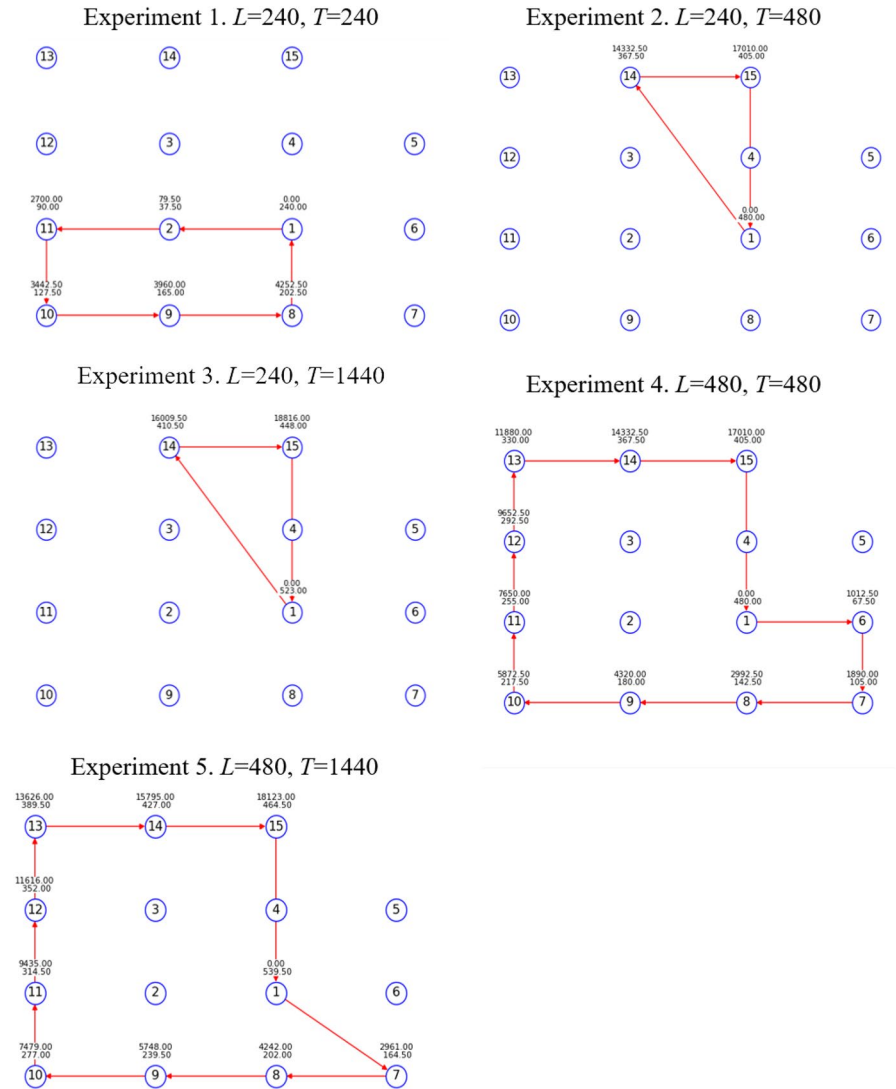 Experiment 1. L=240, T=240
13 14 15
12 3 4 5
2700.00 79.50 0.00
90.00 37.50 240.00
11 2 1 6
3442.50 3960.00 4252.50
127.50 165.00 202.50
10 9 8 7
Experiment 2. L=240, T=480
14332.50 17010.00
367.50 405.00
13 14 15
12 3 4 5
0.00
480.00
11 2 1 6
10 9 8 7
Experiment 3. L=240, T=1440
16009.50 18816.00
410.50 448.00
13 14 15
12 3 4 5
0.00
523.00
11 2 1 6
10 9 8 7
Experiment 4. L=480, T=480
11880.00 14332.50 17010.00
330.00 367.50 405.00
13 14 15
9652.50
292.50
12 3 4 5
7650.00 0.00 1012.50
255.00 480.00 67.50
11 2 1 6
5872.50 4320.00 2992.50 1890.00
217.50 180.00 142.50 105.00
10 9 8 7
Experiment 5. L=480, T=1440
13626.00 15795.00 18123.00
389.50 427.00 464.50
13 14 15
11616.00
352.00
12 3 4 5
9435.00 0.00
314.50 539.50
11 2 1 6
7479.00 5748.00 4242.00 2961.00
277.00 239.50 202.00 164.50
10 9 8 7